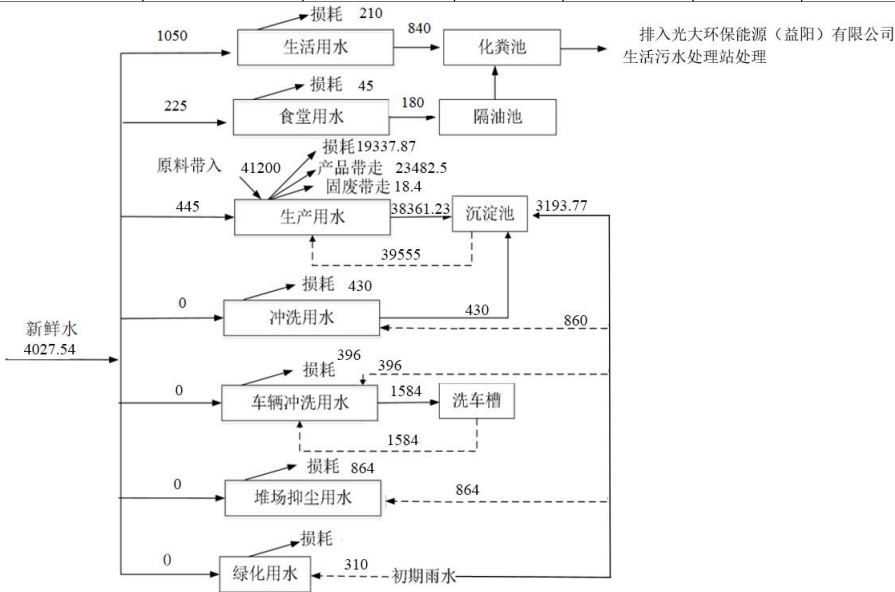 损耗 210
1050
生活用水
840
化粪池
排入光大环保能源（益阳）有限公司
生活污水处理站处理
损耗 45
225
食堂用水
180
隔油池
原料带入
41200
损耗19337.87
产品带走 23482.5
固废带走18.4
445
生产用水
38361.23
沉淀池
3193.77
39555
损耗 430
0
冲洗用水
430
860
新鲜水
4027.54
损耗 396
396
0
车辆冲洗用水
1584
洗车槽
1584
损耗 864
0
堆场抑尘用水
864
损耗
0
绿化用水
310
初期雨水